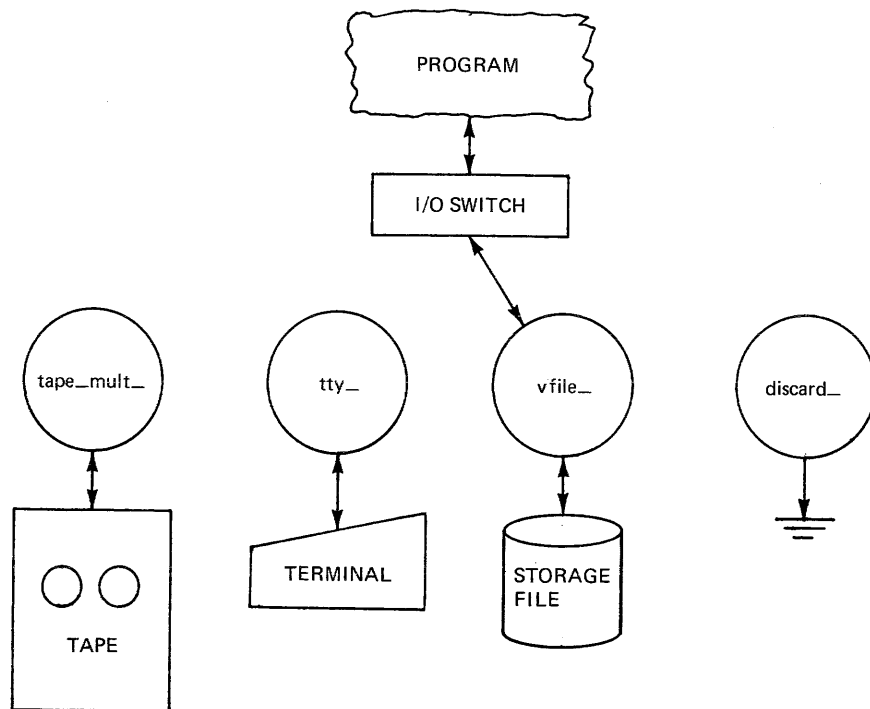 PROGRAM
I/O SWITCH
tape_mult_
tty_
vfile_
discard_
TERMINAL
STORAGE
FILE
TAPE